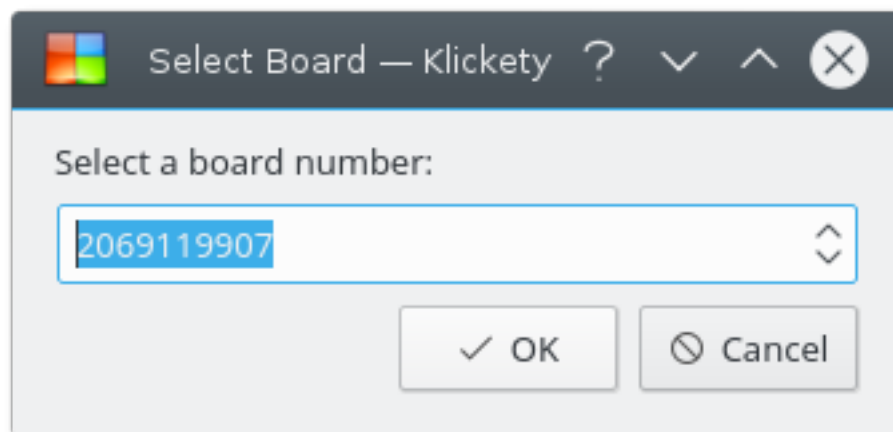 Select Board — Klickety
Select a board number:
2069119907
OK
Cancel